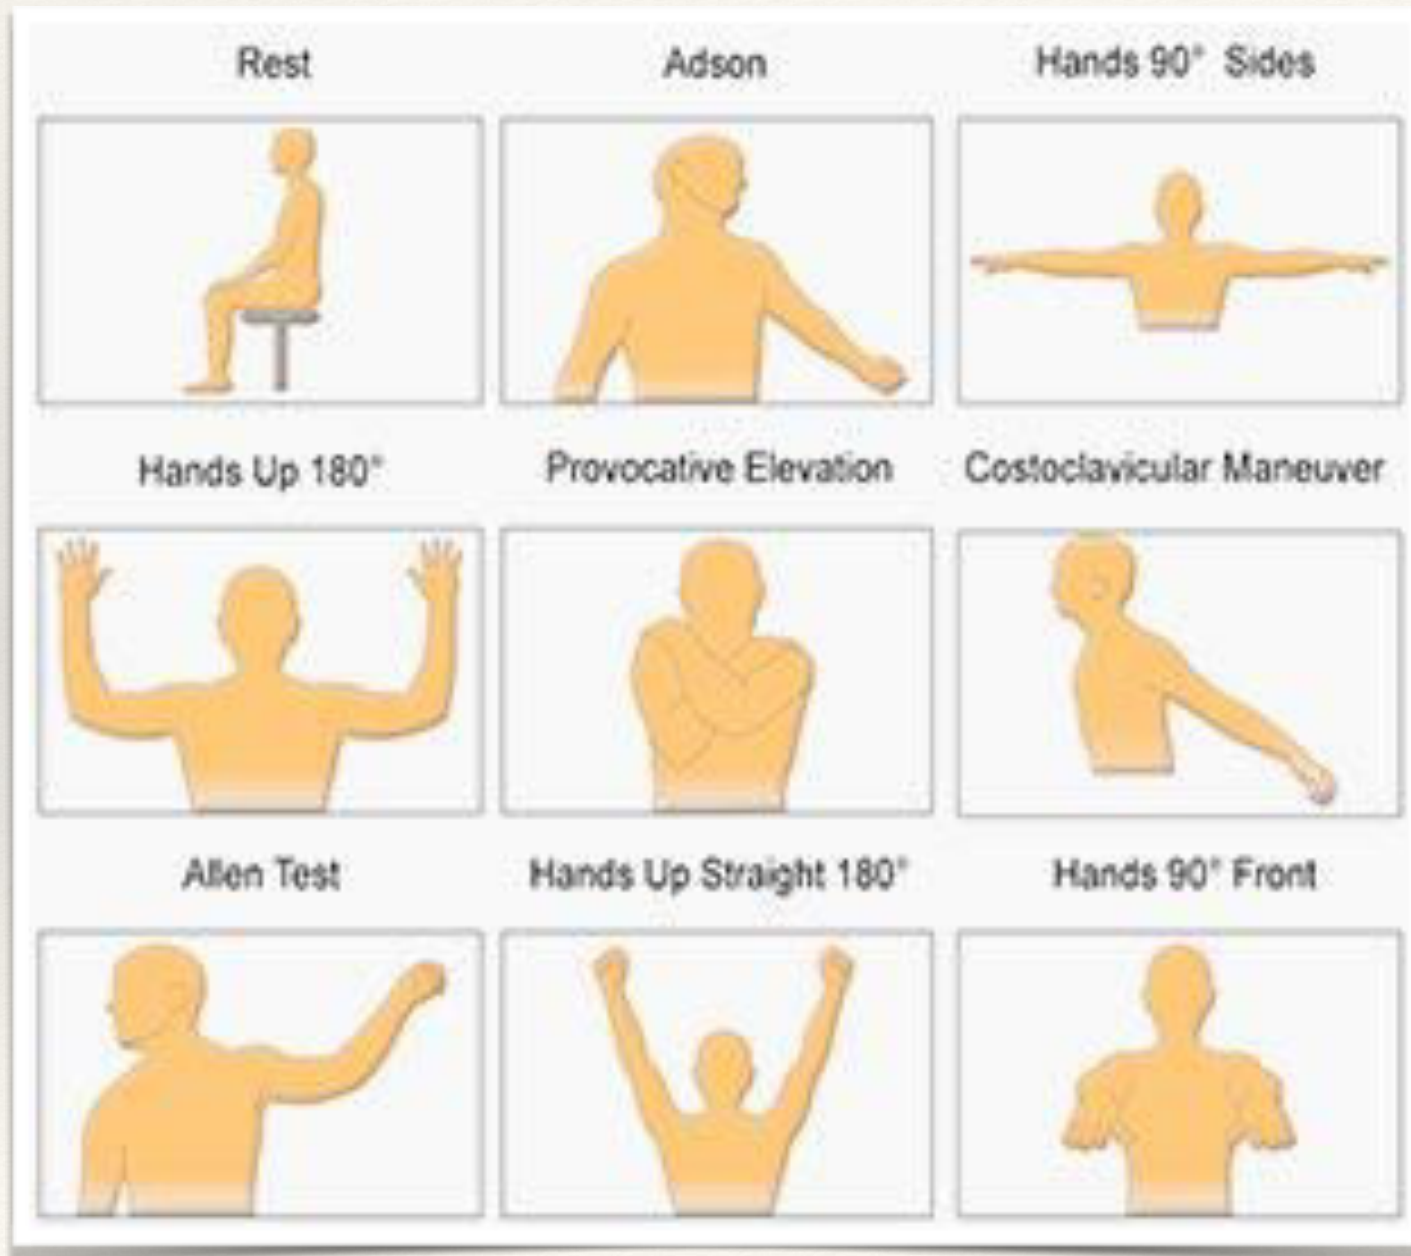 Rest
Adson
Hands 90° Sides
Hands Up 180°
Provocative Elevation
Costoclavicular Maneuver
Allen Test
Hands Up Straight 180°
Hands 90° Front